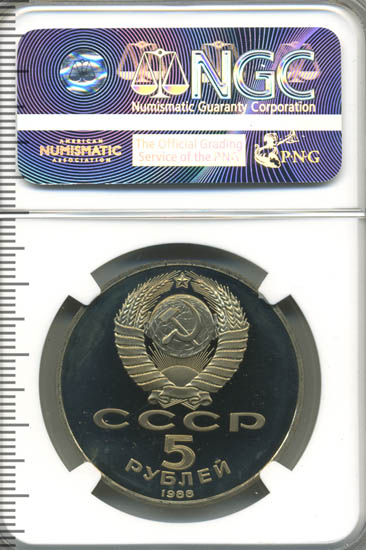 NGC
Numismatic Guaranty Corporation
AMERICAN
NUMISMATIC
ASSOCIATION
The Official Grading
Service of the PNG
PNG
СССР
5
РУБЛЕЙ
1988